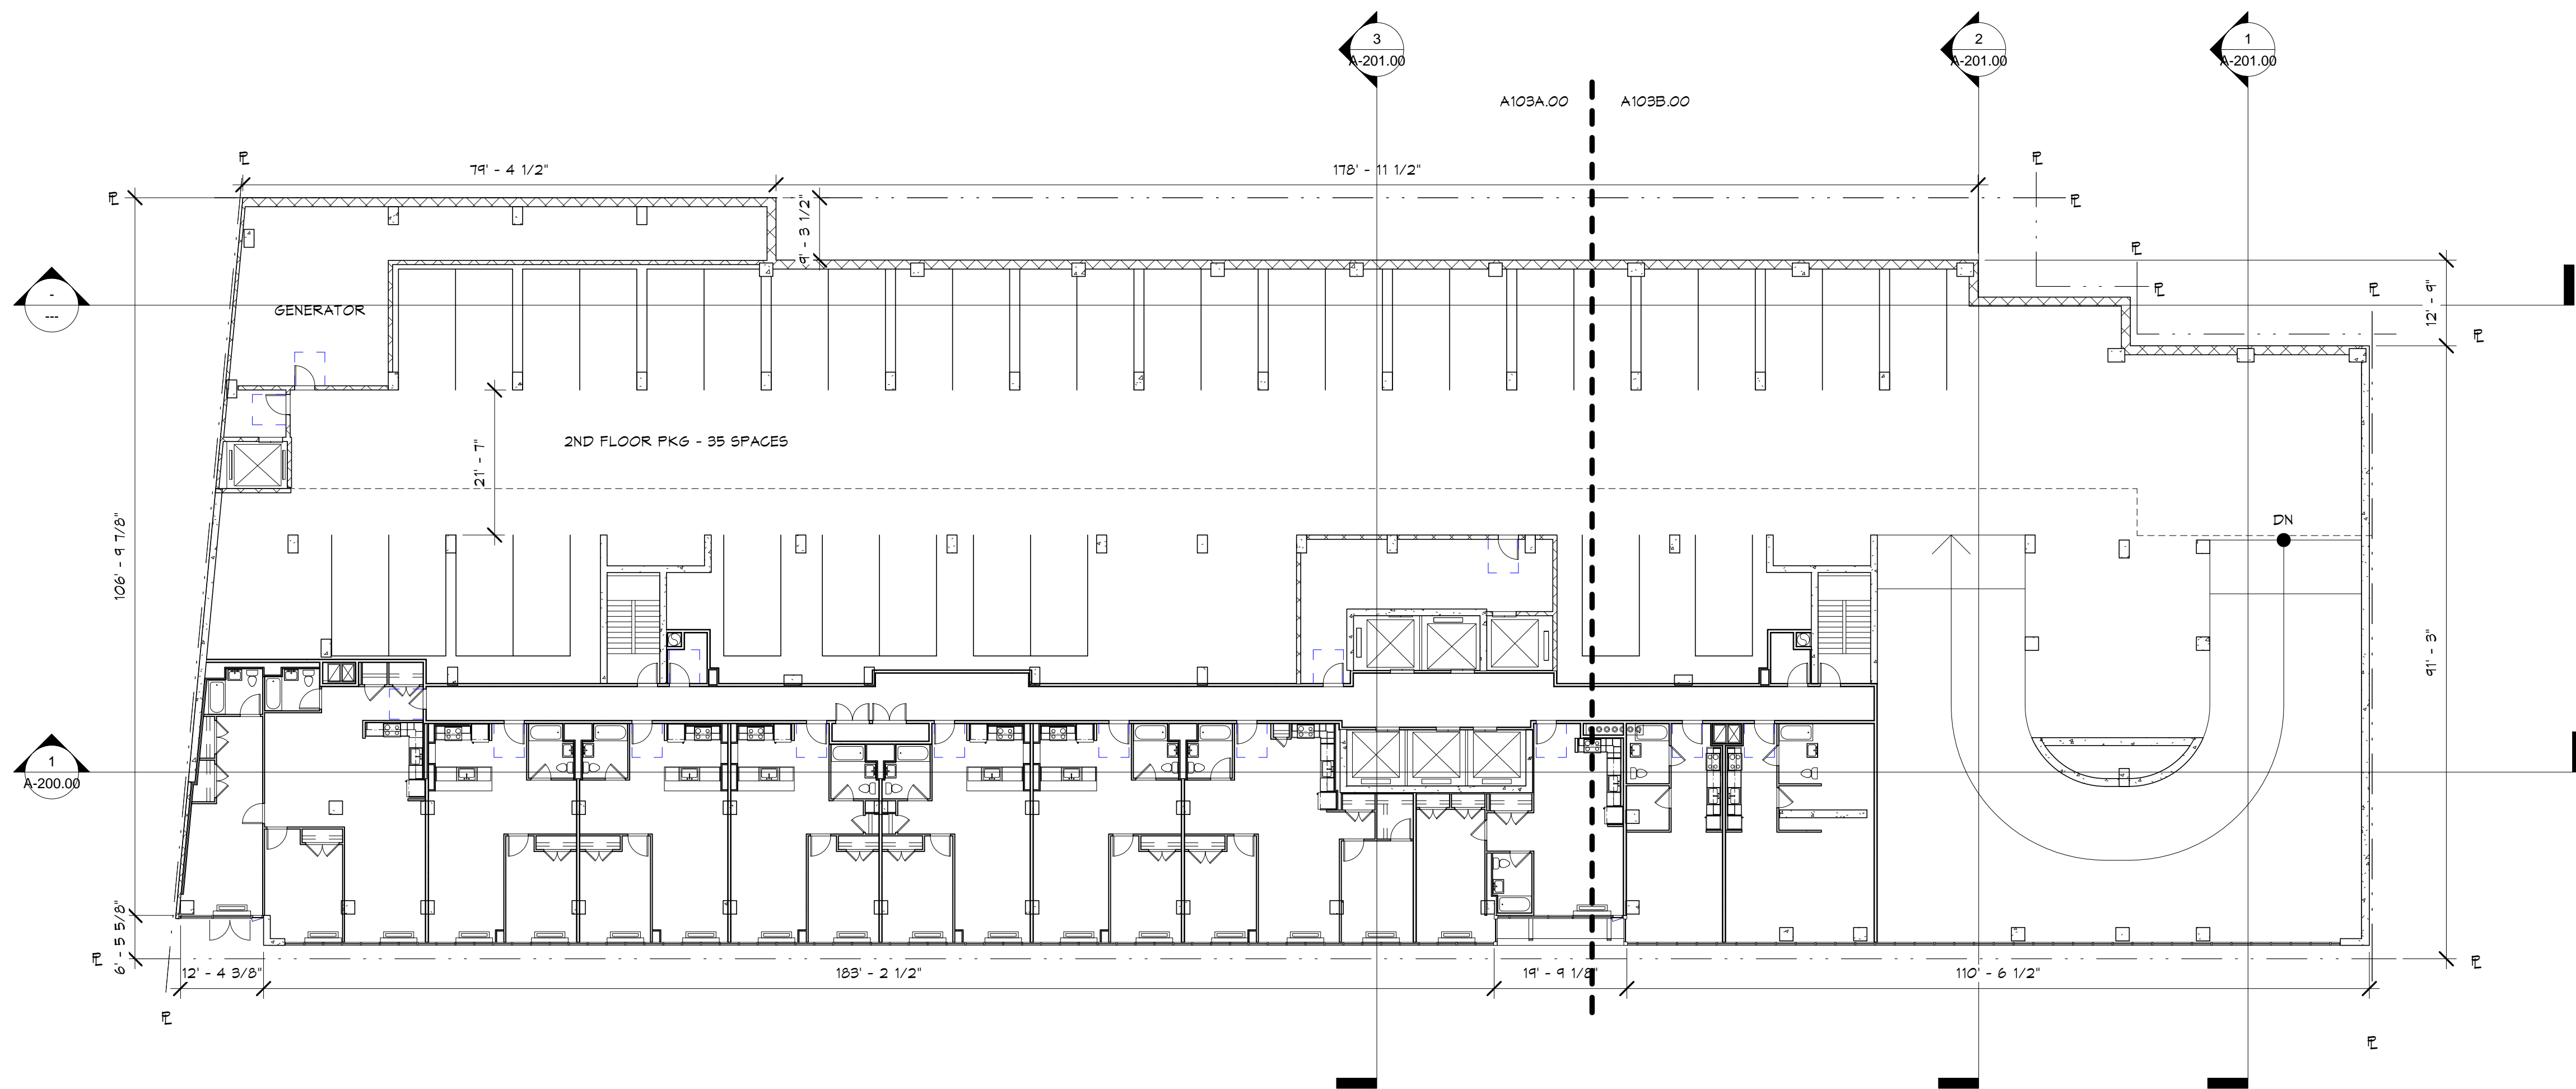 3
A-201.00
2
A-201.00
1
A-201.00
A103A.00
A103B.00
PL
PL
79' - 4 1/2"
178' - 11 1/2"
PL
PL
9' - 3 1/2"
PL
PL
PL
PL
12' - 9"
-
---
GENERATOR
2ND FLOOR PKG - 35 SPACES
21' - 7"
DN
106' - 9 7/8"
91' - 3"
1
A-200.00
6' - 5 5/8"
PL
12' - 4 3/8"
183' - 2 1/2"
19' - 9 1/8"
110' - 6 1/2"
PL
PL
PL